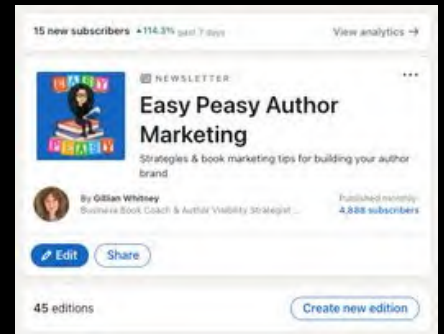 15 new subscribers ▲114.3% past 7 days
View analytics →
EASY
PEASY
NEWSLETTER
...
Easy Peasy Author
Marketing
Strategies & book marketing tips for building your author
brand
By Gillian Whitney
Business Book Coach & Author Visibility Strategist ...
Published monthly
4,888 subscribers
Edit
Share
45 editions
Create new edition